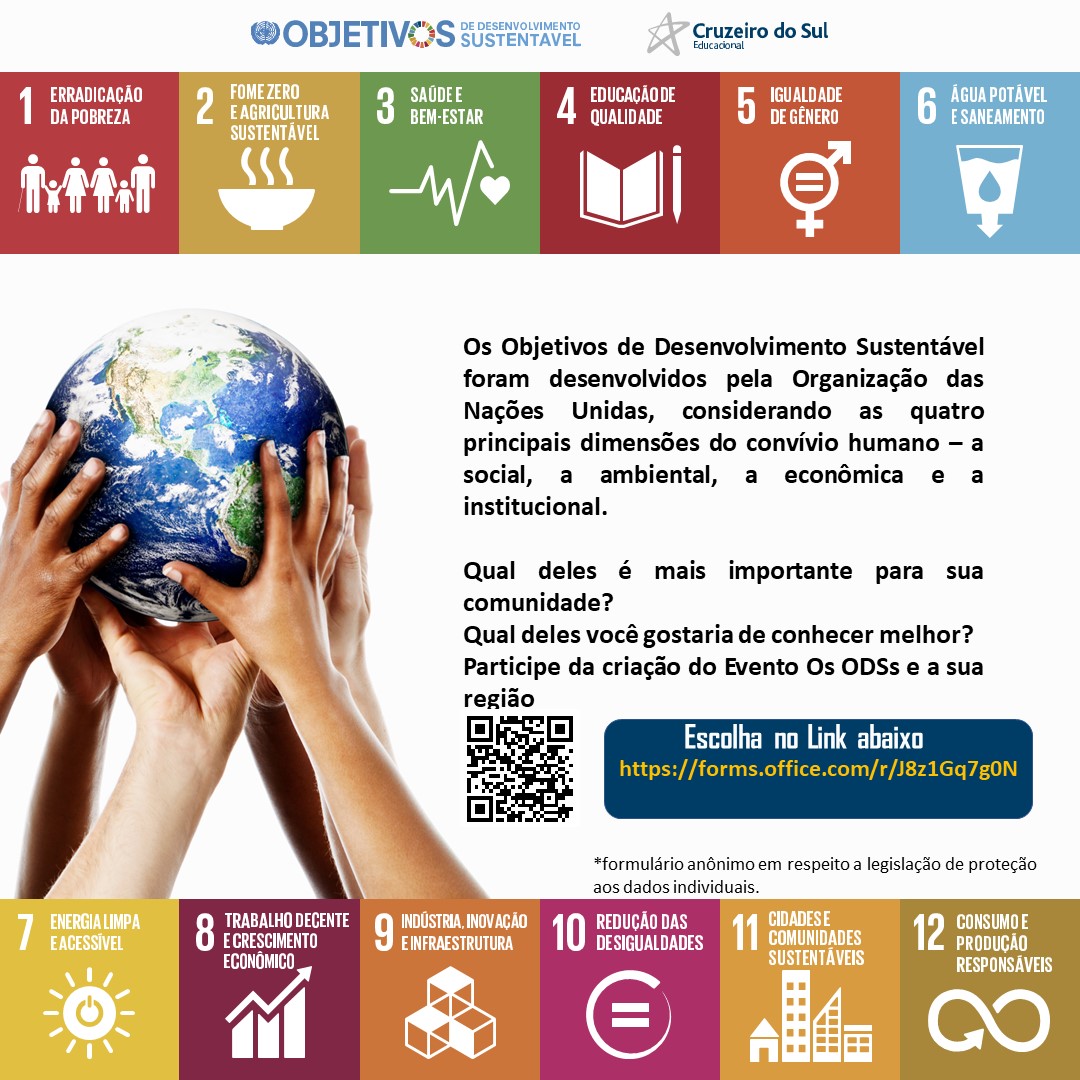 OBJETIVOS
DE DESENVOLVIMENTO
SUSTENTÁVEL
Cruzeiro do Sul
Educacional
1 ERRADICAÇÃO
DA POBREZA
2 FOME ZERO
E AGRICULTURA
SUSTENTÁVEL
3 SAÚDE E
BEM-ESTAR
4 EDUCAÇÃO DE
QUALIDADE
5 IGUALDADE
DE GÊNERO
6 ÁGUA POTÁVEL
E SANEAMENTO
Os Objetivos de Desenvolvimento Sustentável
foram desenvolvidos pela Organização das
Nações Unidas, considerando as quatro
principais dimensões do convívio humano – a
social, a ambiental, a econômica e a
institucional.
Qual deles é mais importante para sua
comunidade?
Qual deles você gostaria de conhecer melhor?
Participe da criação do Evento Os ODSs e a sua
região
Escolha no Link abaixo
https://forms.office.com/r/J8z1Gq7g0N
*formulário anônimo em respeito a legislação de proteção
aos dados individuais.
7 ENERGIA LIMPA
E ACESSÍVEL
8 TRABALHO DECENTE
E CRESCIMENTO
ECONÔMICO
9 INDÚSTRIA, INOVAÇÃO
E INFRAESTRUTURA
10 REDUÇÃO DAS
DESIGUALDADES
11 CIDADES E
COMUNIDADES
SUSTENTÁVEIS
12 CONSUMO E
PRODUÇÃO
RESPONSÁVEIS